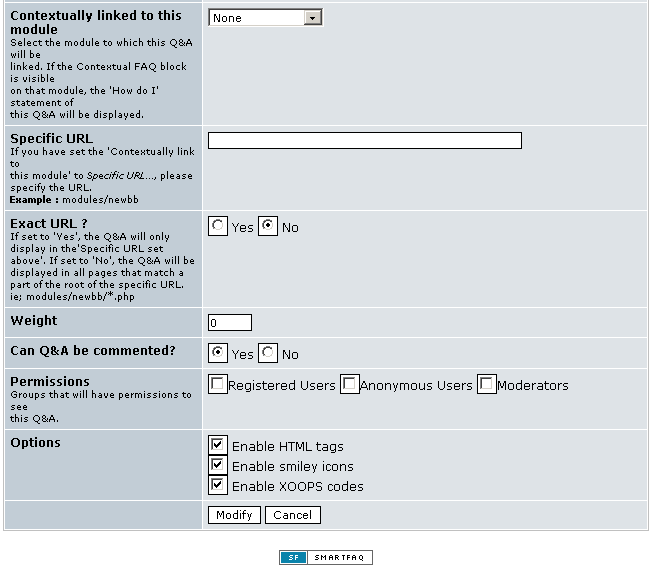 Contextually linked to this
module
None
Select the module to which this Q&A
will be
linked. If the Contextual FAQ block
is visible
on that module, the 'How do I'
statement of
this Q&A will be displayed.
Specific URL
If you have set the 'Contextually link
to
this module' to Specific URL..., please
specify the URL.
Example : modules/newbb
Exact URL ?
If set to 'Yes', the Q&A will only
display in the'Specific URL set
above'. If set to 'No', the Q&A will be
displayed in all pages that match a
part of the root of the specific URL.
ie; modules/newbb/*.php
Yes No
Weight
0
Can Q&A be commented?
Yes No
Permissions
Groups that will have permissions to
see
this Q&A.
Registered Users Anonymous Users Moderators
Options
Enable HTML tags
Enable smiley icons
Enable XOOPS codes
Modify Cancel
SF SMARTFAQ